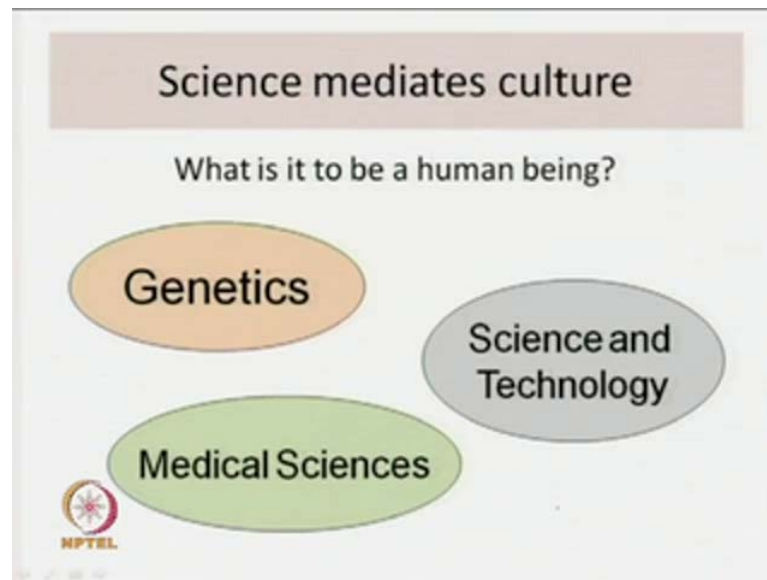 Science mediates culture
What is it to be a human being?
Genetics
Science and
Technology
Medical Sciences
NPTEL